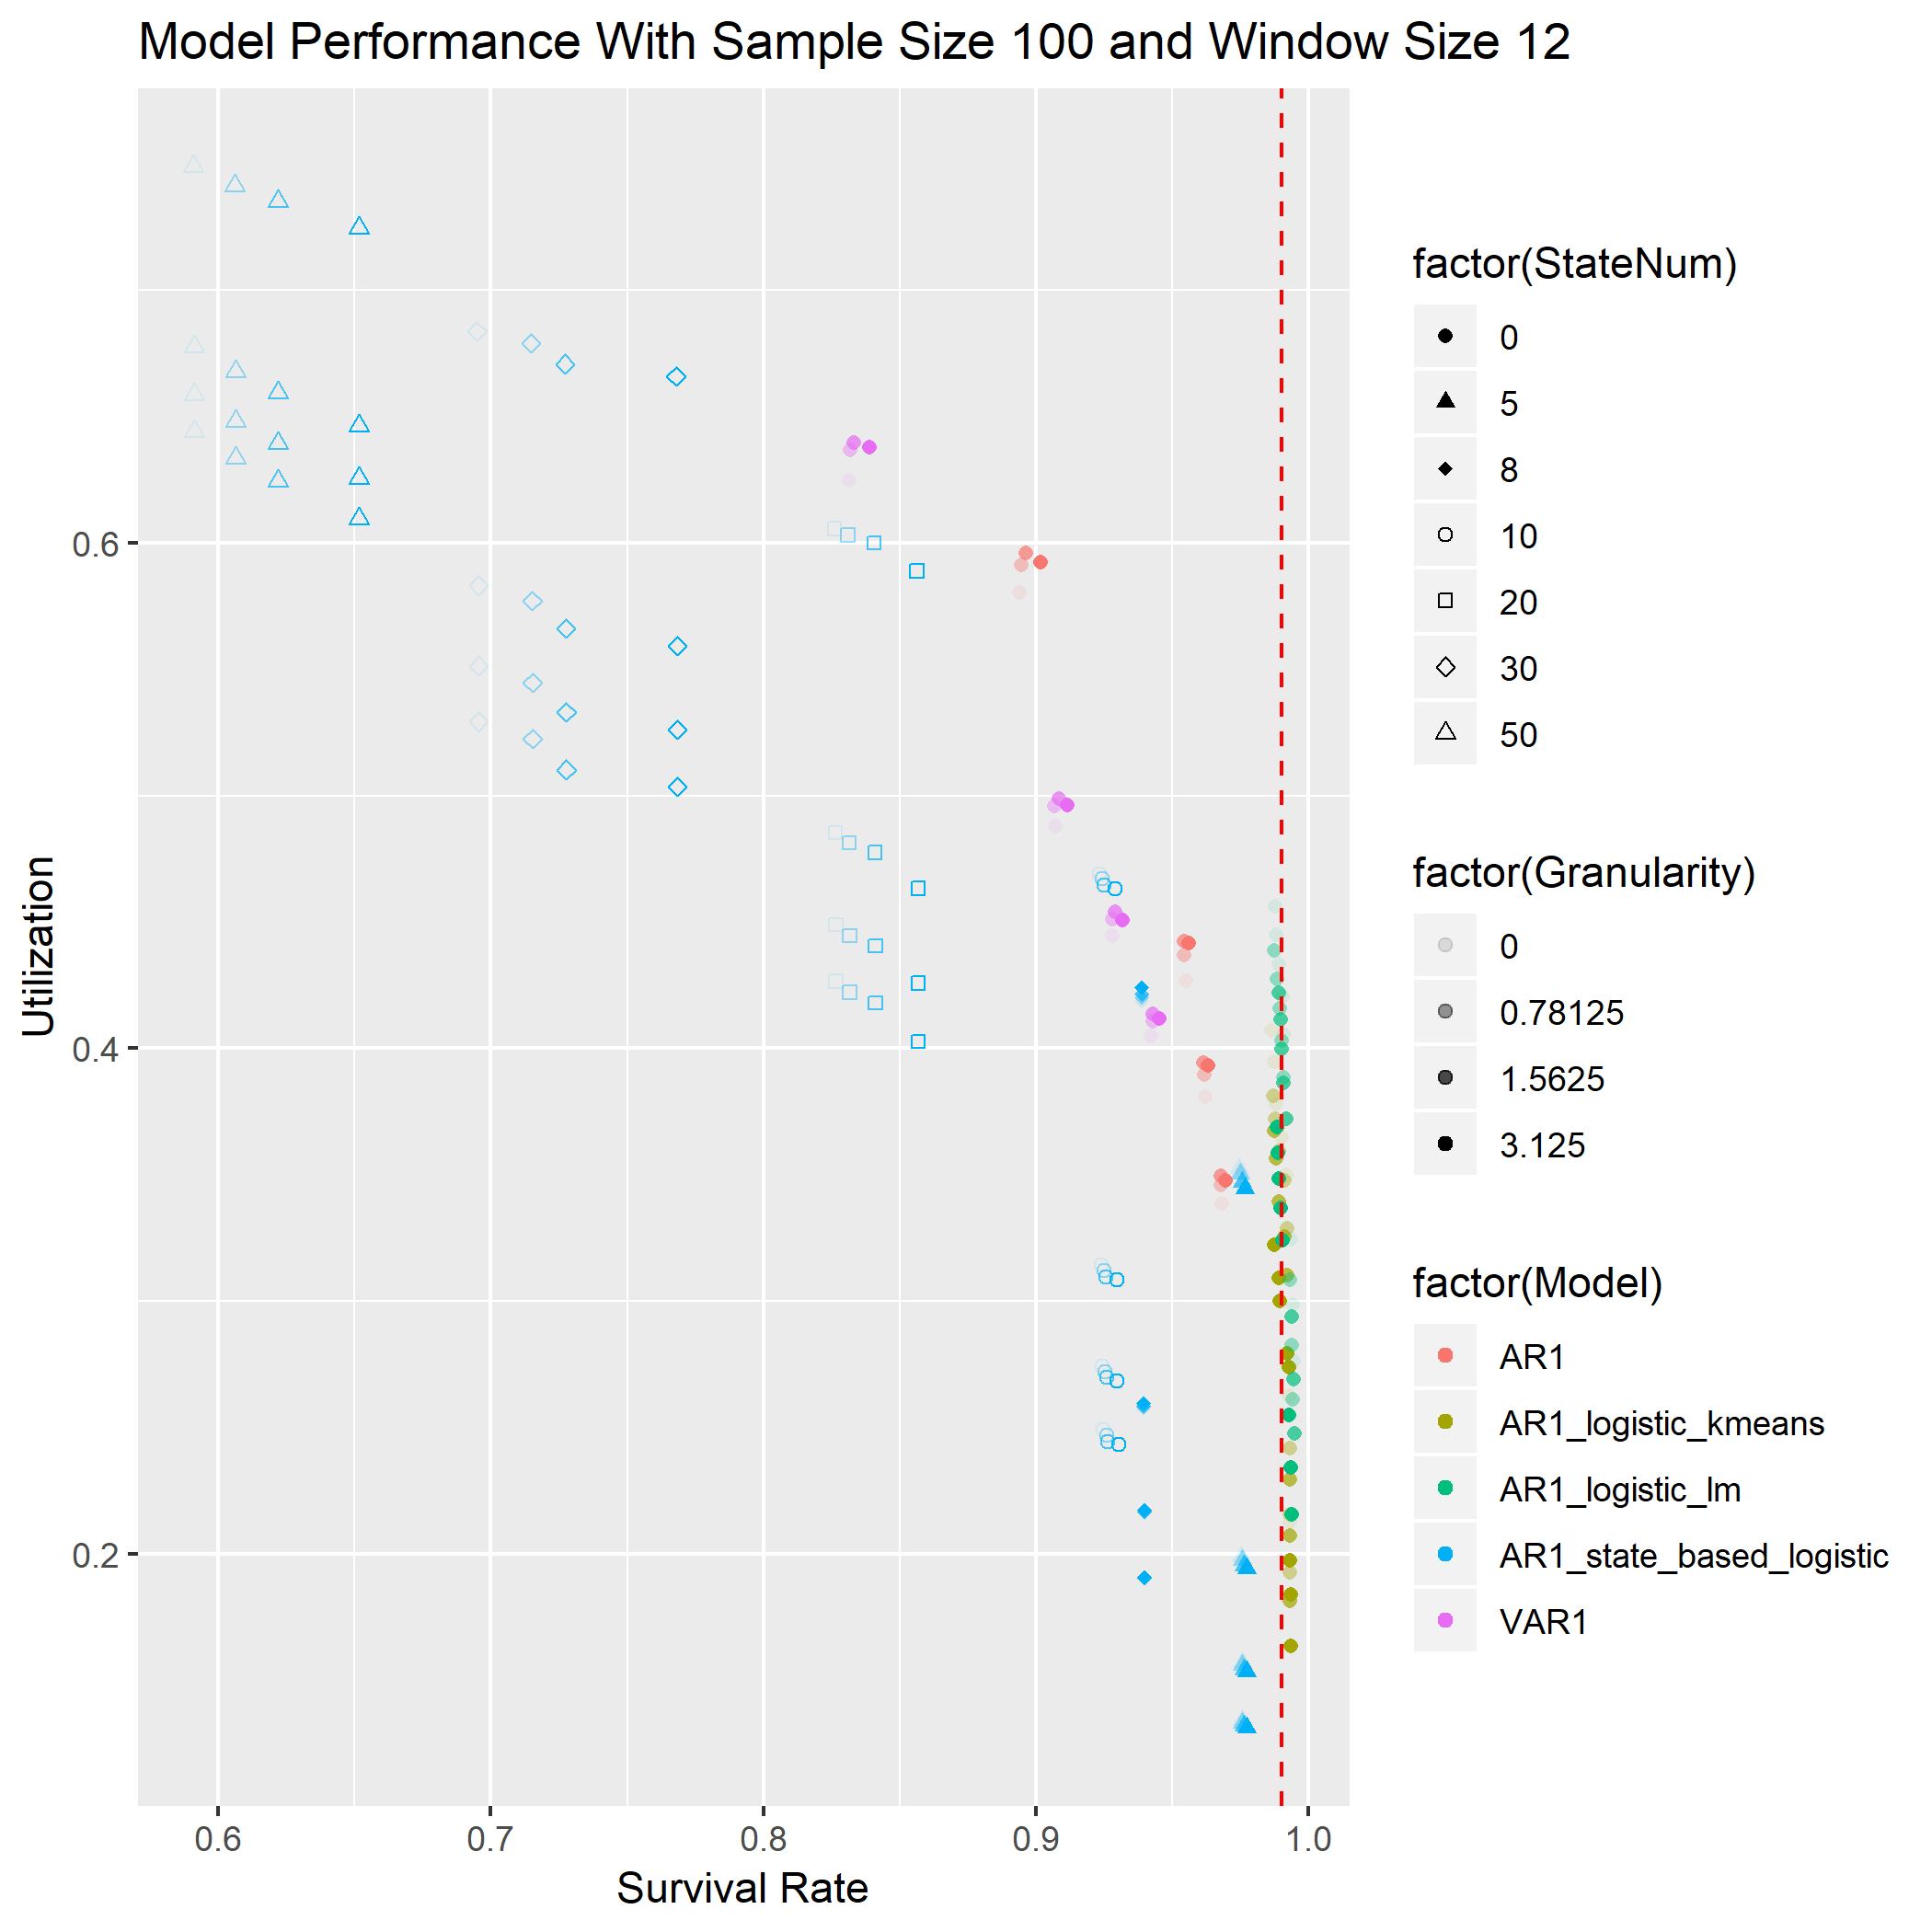 Model Performance With Sample Size 100 and Window Size 12
Utilization
0.6
0.4
0.2
0.6 0.7 0.8 0.9 1.0
Survival Rate
factor(StateNum)
0
5
8
10
20
30
50
factor(Granularity)
0
0.78125
1.5625
3.125
factor(Model)
AR1
AR1_logistic_kmeans
AR1_logistic_lm
AR1_state_based_logistic
VAR1